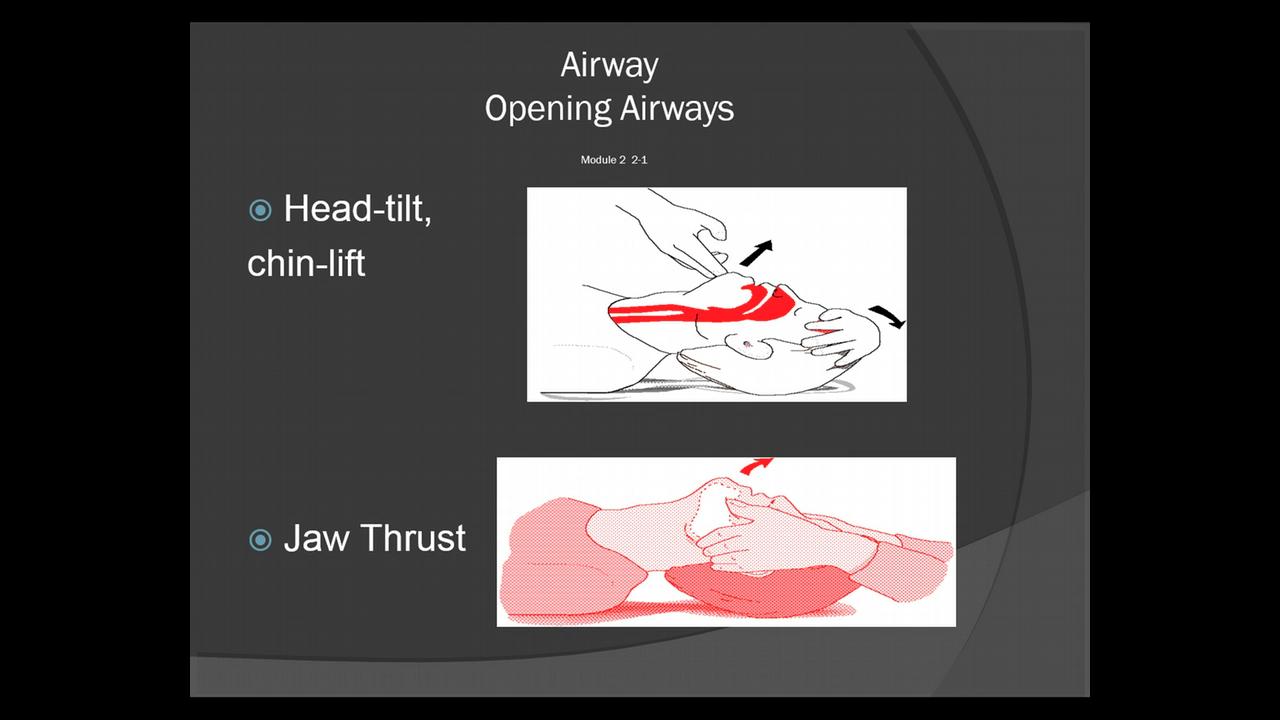 Airway
Opening Airways
Module 2 2-1
Head-tilt,
chin-lift
Jaw Thrust